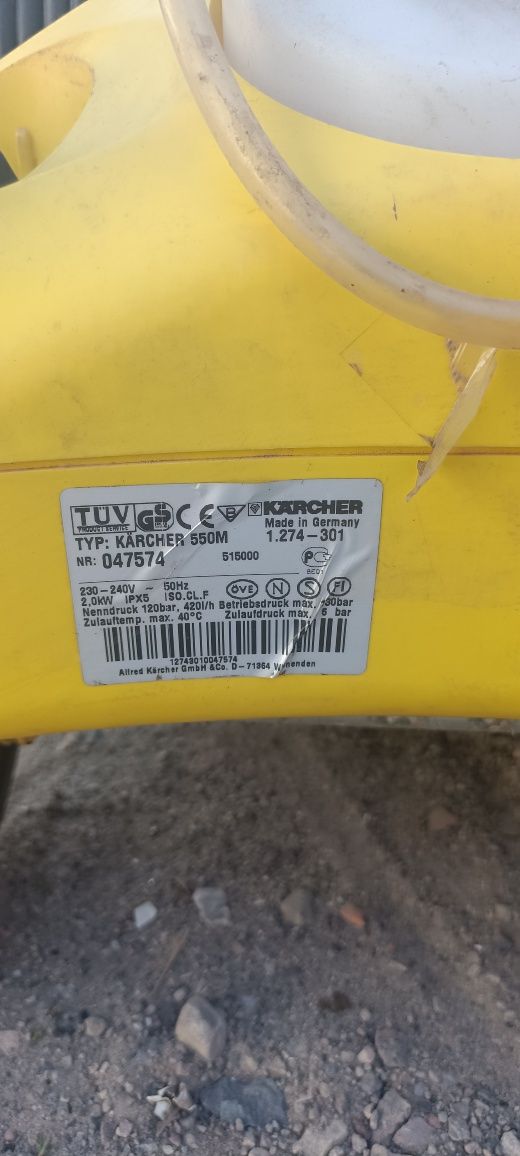 TÜV PRODUCT SERVICE GS CE B KÄRCHER
Made in Germany
TYP: KÄRCHER 550M 1.274-301
NR: 047574 515000
230-240V ~ 50Hz
2,0kW IPX5 ISO.CL.F ÖVE N S FI
Nenndruck 120bar, 420l/h Betriebsdruck max. 130bar
Zulauftemp. max. 40°C Zulaufdruck max. 6 bar
12743010047574
Alfred Kärcher GmbH &Co. D-71364 Winnenden